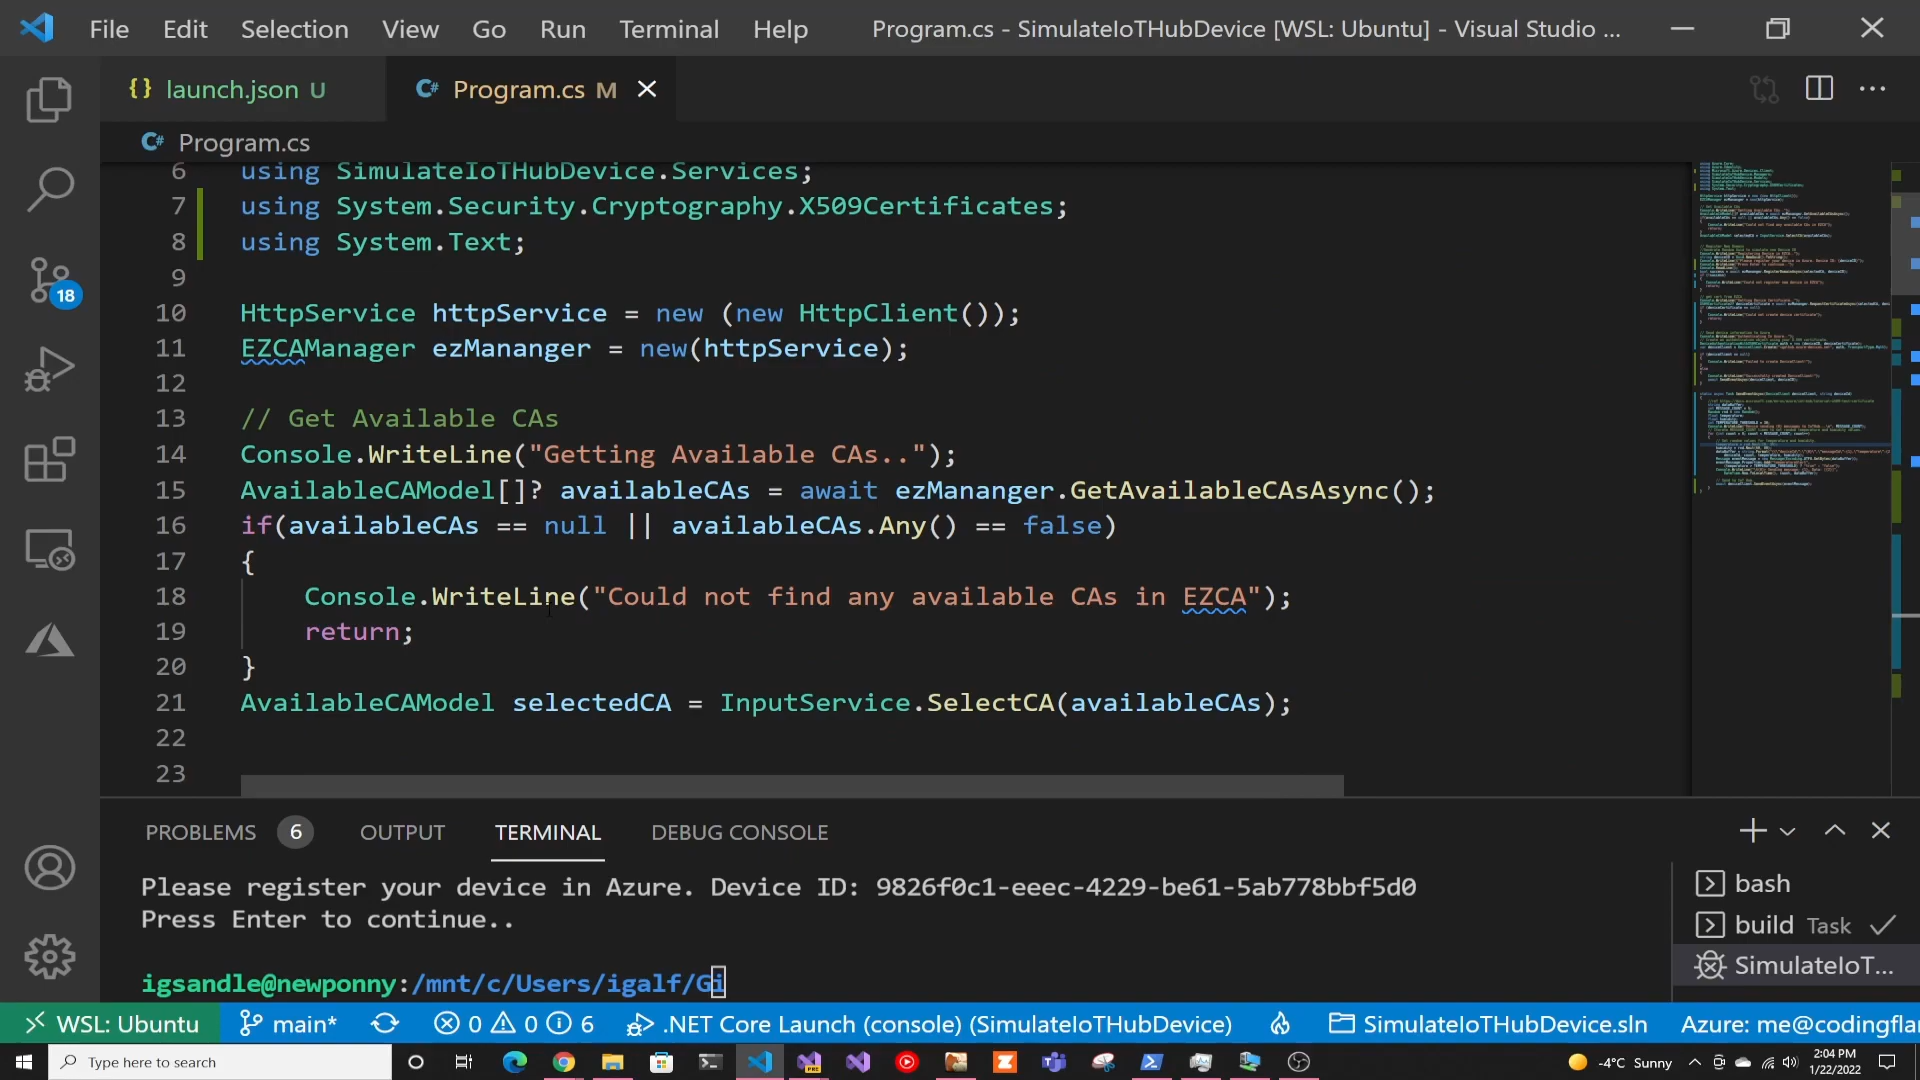 File Edit Selection View Go Run Terminal Help Program.cs - SimulateIoTHubDevice [WSL: Ubuntu] - Visual Studio ...
{} launch.json U C# Program.cs M
C# Program.cs
6 using SimulateIoTHubDevice.Services;
7 using System.Security.Cryptography.X509Certificates;
8 using System.Text;
9
10 HttpService httpService = new (new HttpClient());
11 EZCAManager ezMananger = new(httpService);
12
13 // Get Available CAs
14 Console.WriteLine("Getting Available CAs..");
15 AvailableCAModel[]? availableCAs = await ezMananger.GetAvailableCAsAsync();
16 if(availableCAs == null || availableCAs.Any() == false)
17 {
18 Console.WriteLine("Could not find any available CAs in EZCA");
19 return;
20 }
21 AvailableCAModel selectedCA = InputService.SelectCA(availableCAs);
22
23
18
PROBLEMS 6 OUTPUT TERMINAL DEBUG CONSOLE
Please register your device in Azure. Device ID: 9826f0c1-eeec-4229-be61-5ab778bbf5d0
Press Enter to continue..
igsandle@newponny:/mnt/c/Users/igalf/Gi
bash
build Task
SimulateIoT...
WSL: Ubuntu main* 0 0 6 .NET Core Launch (console) (SimulateIoTHubDevice) SimulateIoTHubDevice.sln Azure: me@codingfla
Type here to search -4°C Sunny 2:04 PM
1/22/2022